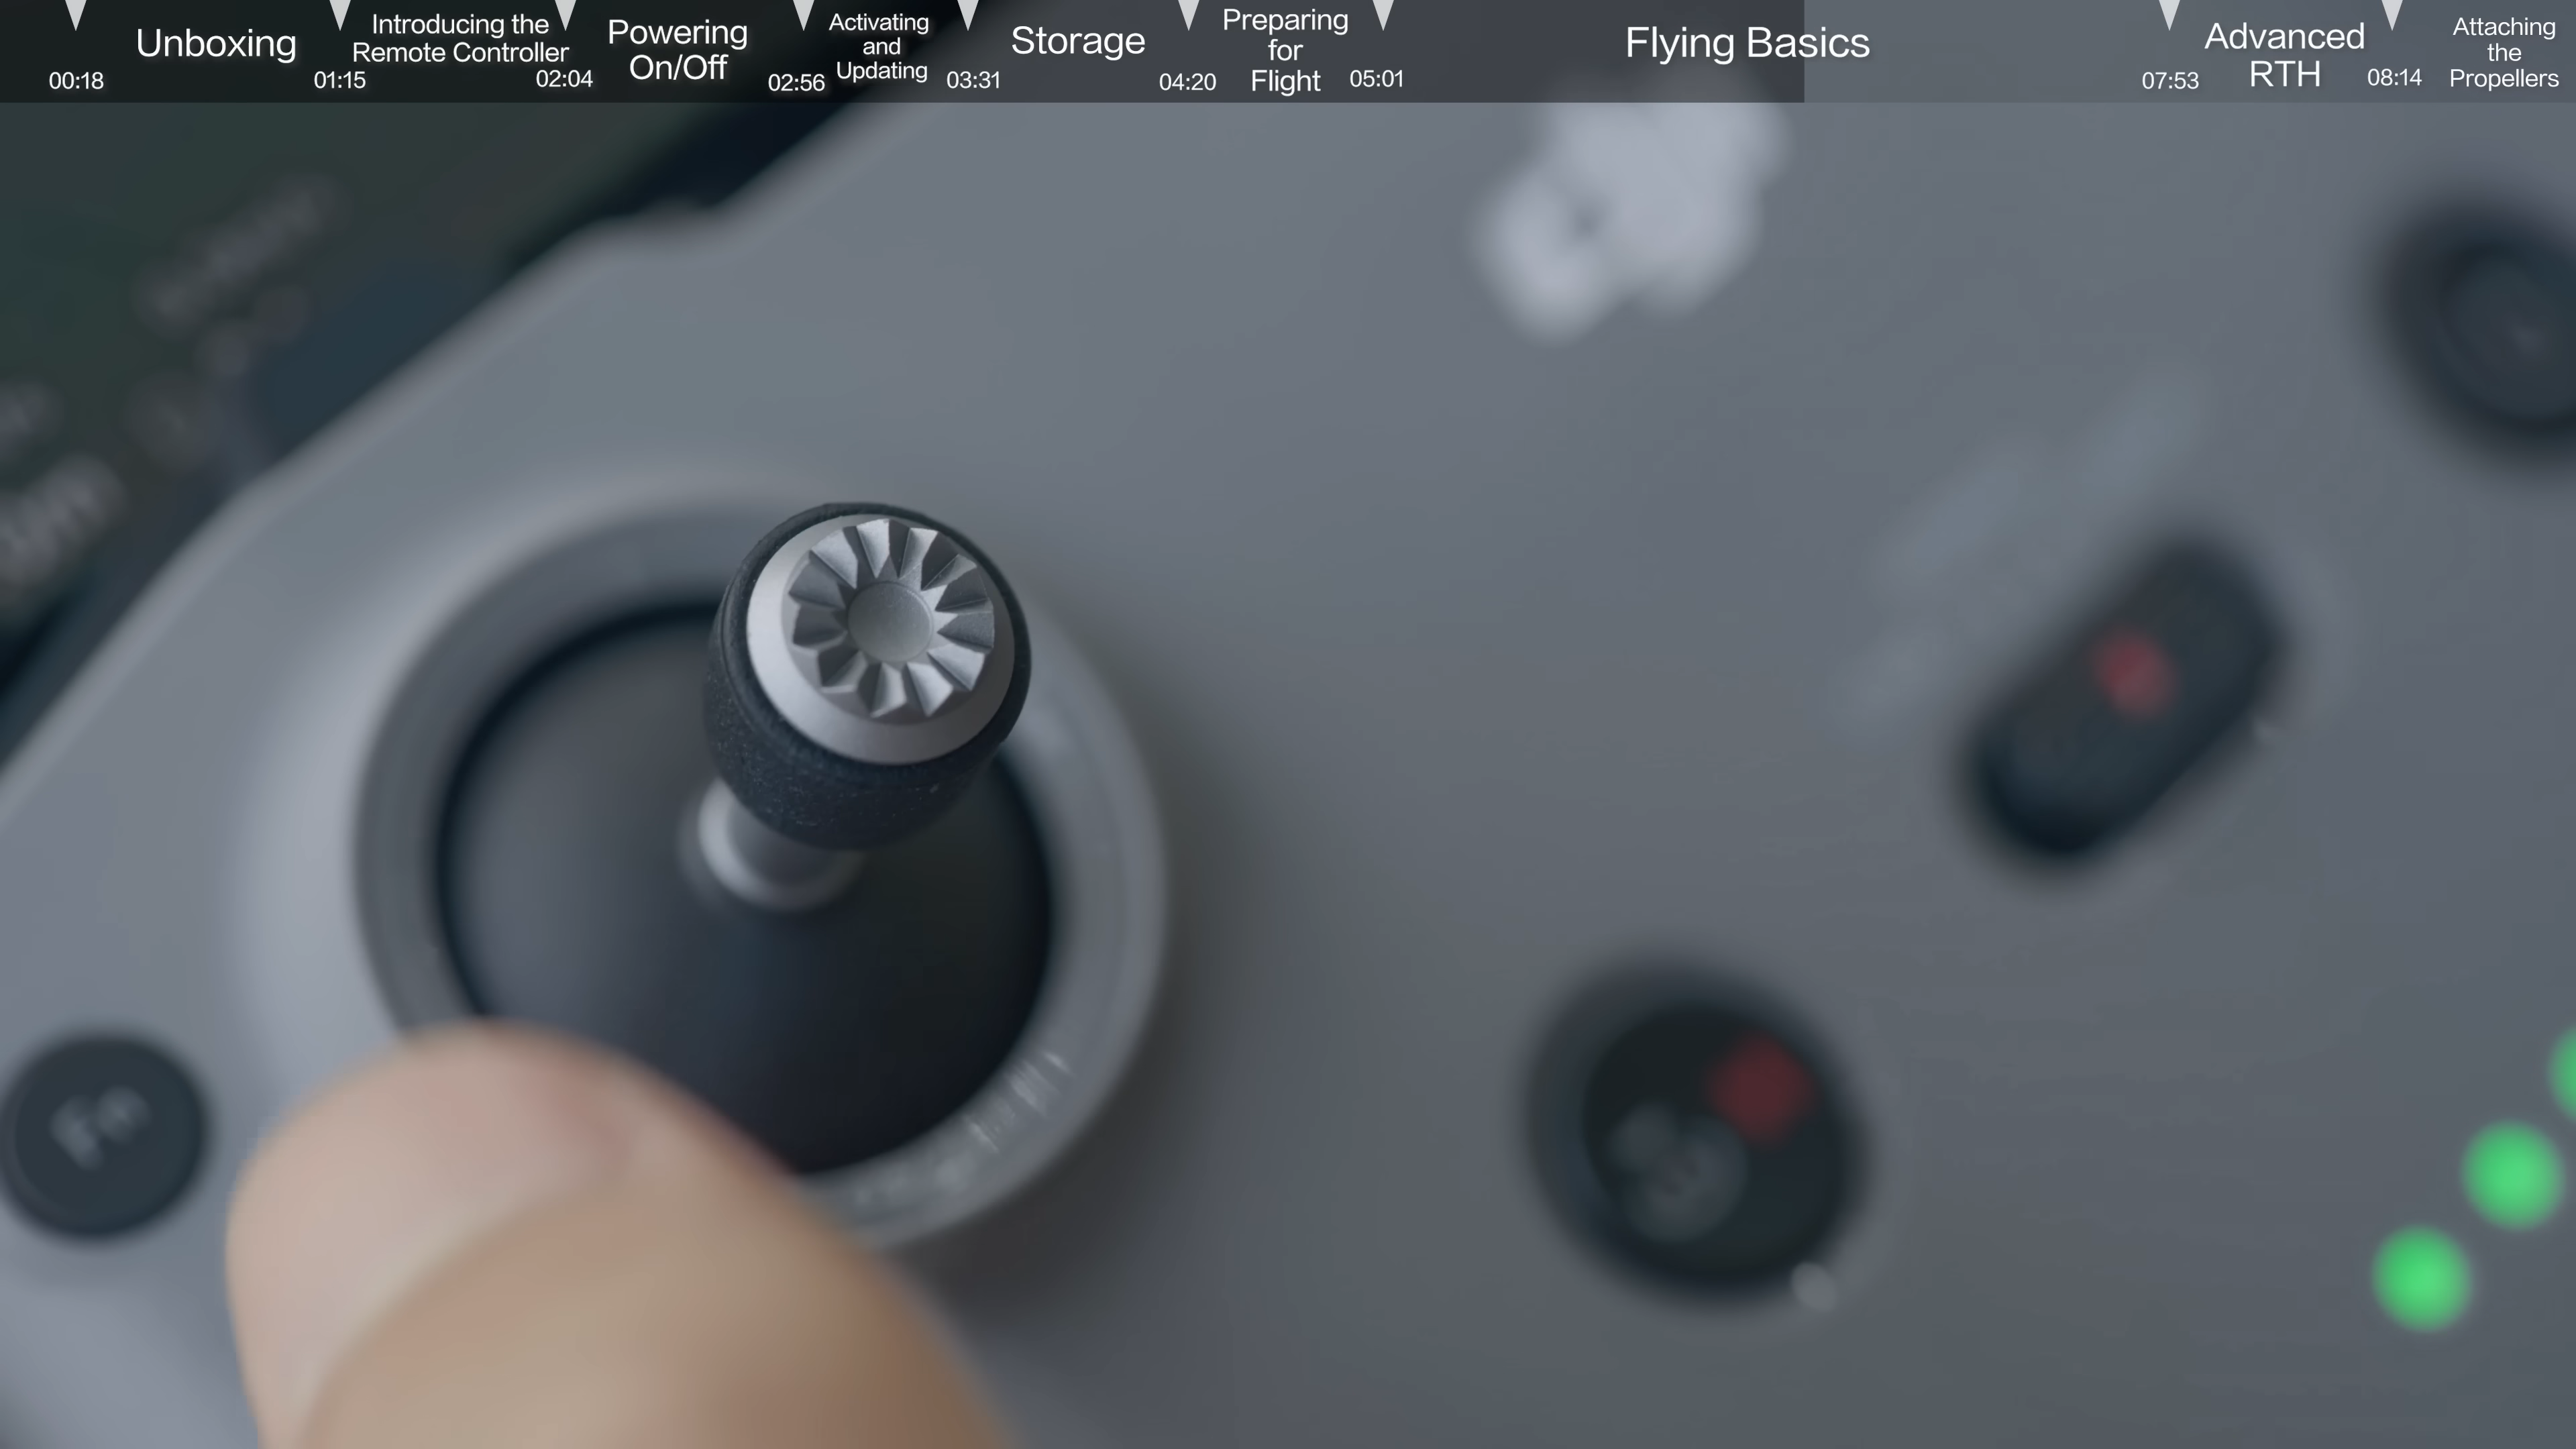 Unboxing
Introducing the
Remote Controller
Powering
On/Off
Activating
and
Updating
Storage
Preparing
for
Flight
Flying Basics
Advanced
RTH
Attaching
the
Propellers
00:18
01:15
02:04
02:56
03:31
04:20
05:01
07:53
08:14